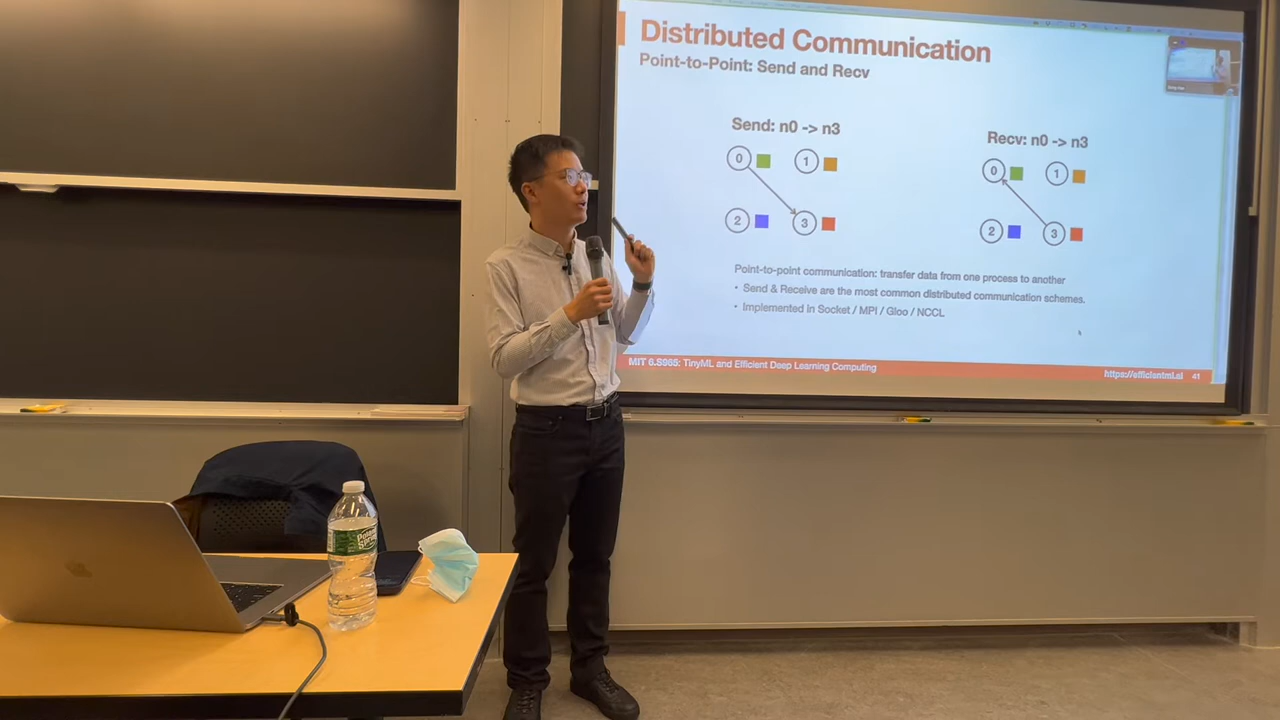 Distributed Communication
Point-to-Point: Send and Recv
Send: n0 -> n3
0
1
2
3
Recv: n0 -> n3
0
1
2
3
Point-to-point communication: transfer data from one process to another
• Send & Receive are the most common distributed communication schemes.
• Implemented in Socket / MPI / Gloo / NCCL
MIT 6.S965: TinyML and Efficient Deep Learning Computing
https://efficientml.ai
41
Poland
Spring